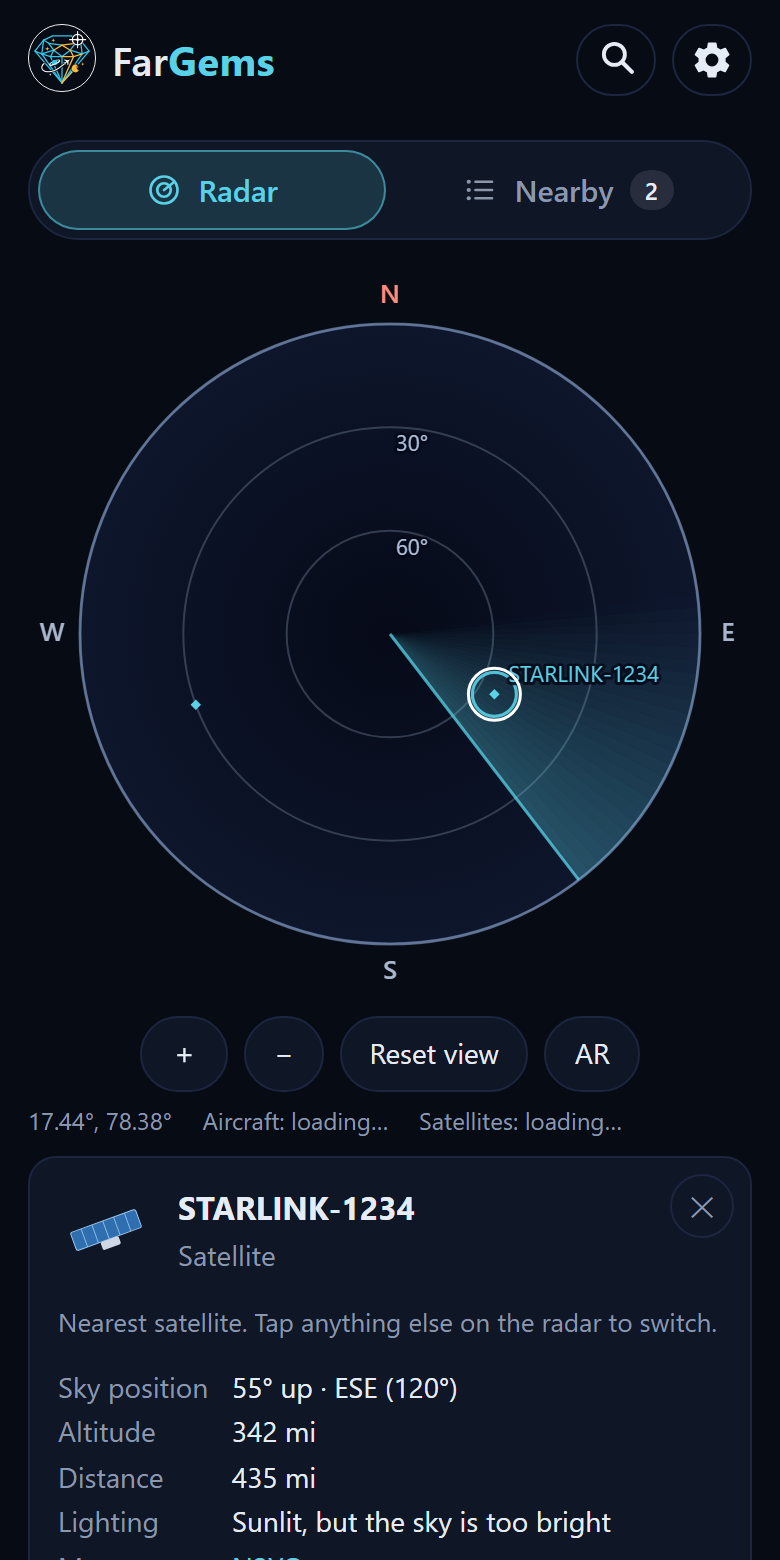 FarGems
Radar
Nearby 2
N
30°
60°
W
E
STARLINK-1234
S
+
−
Reset view
AR
17.44°, 78.38° Aircraft: loading... Satellites: loading...
STARLINK-1234
Satellite
Nearest satellite. Tap anything else on the radar to switch.
Sky position 55° up · ESE (120°)
Altitude 342 mi
Distance 435 mi
Lighting Sunlit, but the sky is too bright